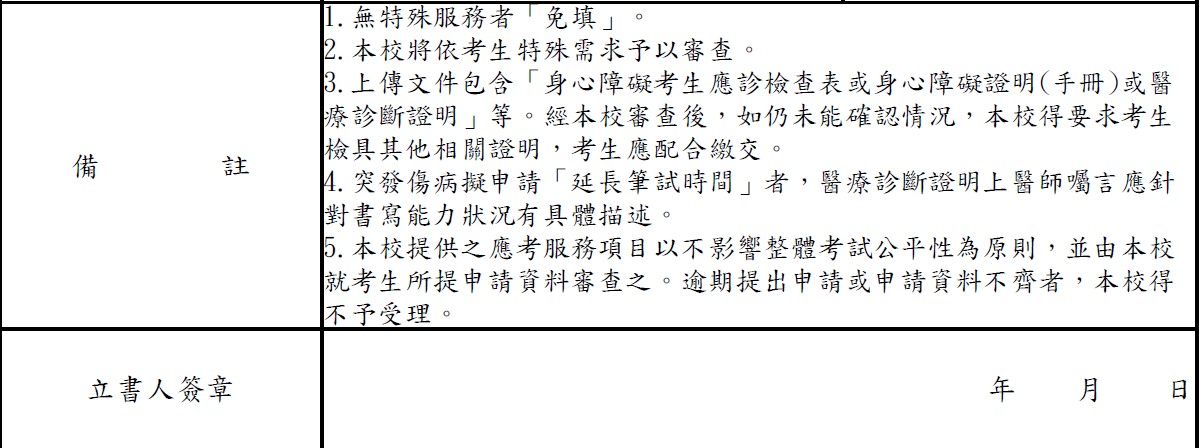 1.無特殊服務者「免填」。
2.本校將依考生特殊需求予以審查。
3.上傳文件包含「身心障礙考生應診檢查表或身心障礙證明(手冊)或醫
療診斷證明」等。經本校審查後，如仍未能確認情況，本校得要求考生
檢具其他相關證明，考生應配合繳交。
備 註
4.突發傷病擬申請「延長筆試時間」者，醫療診斷證明上醫師囑言應針
對書寫能力狀況有具體描述。
5.本校提供之應考服務項目以不影響整體考試公平性為原則，並由本校
就考生所提申請資料審查之。逾期提出申請或申請資料不齊者，本校得
不予受理。
立書人簽章 年 月 日